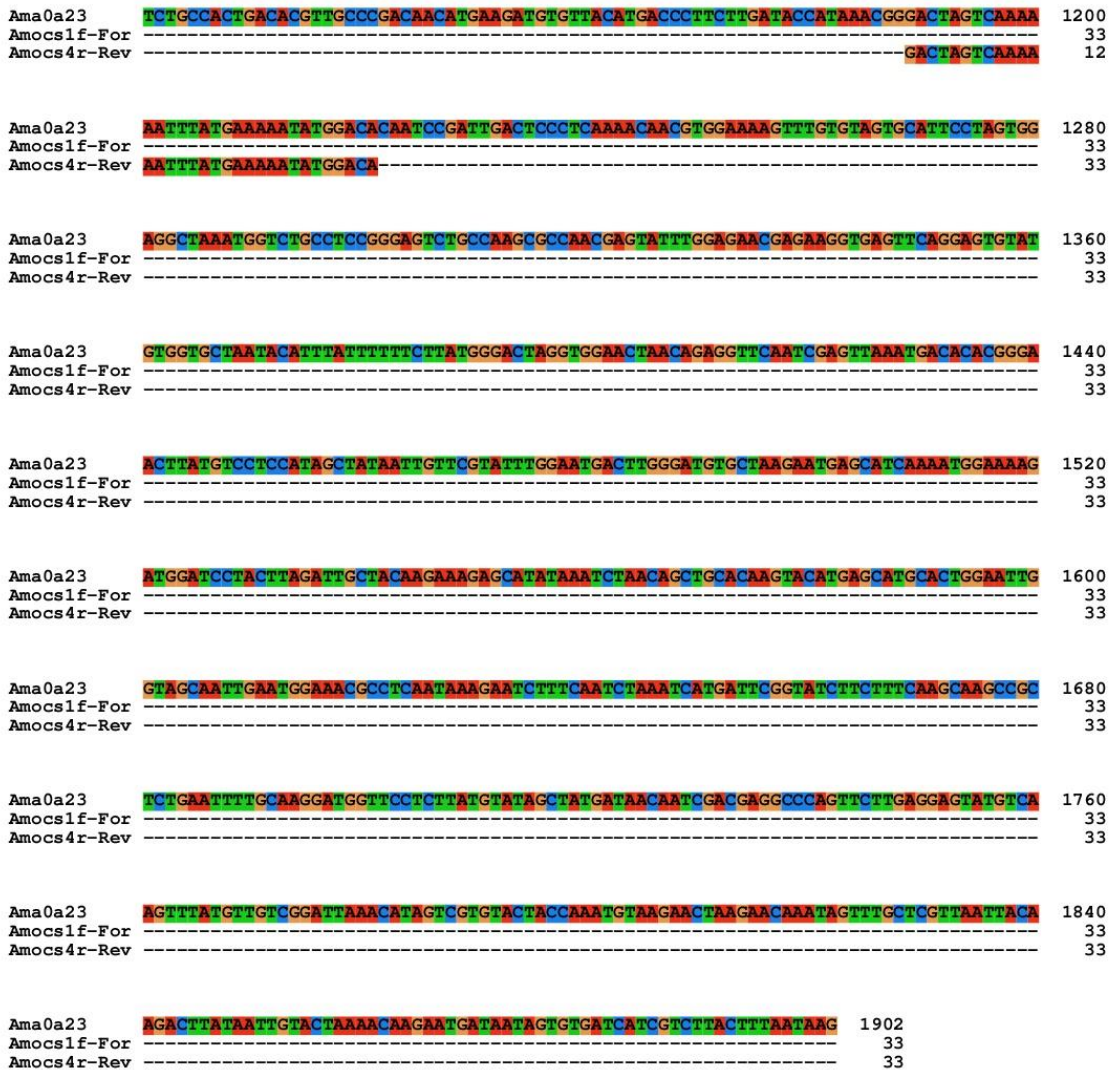 Ama0a23 TCTGCCACTGACACGTTGCCCGACAACATGAAGATGTGTTACATGACCCTTCTTGATACCATAAACGGGACTAGTCAAAA 1200
Amocs1f-For -------------------------------------------------------------------------------- 33
Amocs4r-Rev --------------------------------------------------------------------GACTAGTCAAAA 12
Ama0a23 AATTTATGAAAAATATGGACACAATCCGATTGACTCCCTCAAAACAACGTGGAAAAGTTTGTGTAGTGCATTCCTAGTGG 1280
Amocs1f-For -------------------------------------------------------------------------------- 33
Amocs4r-Rev AATTTATGAAAAATATGGACA----------------------------------------------------------- 33
Ama0a23 AGGCTAAATGGTCTGCCTCCGGGAGTCTGCCAAGCGCCAACGAGTATTTGGAGAACGAGAAGGTGAGTTCAGGAGTGTAT 1360
Amocs1f-For -------------------------------------------------------------------------------- 33
Amocs4r-Rev -------------------------------------------------------------------------------- 33
Ama0a23 GTGGTGCTAATACATTTATTTTTTCTTATGGGACTAGGTGGAACTAACAGAGGTTCAATCGAGTTAAATGACACACGGGA 1440
Amocs1f-For -------------------------------------------------------------------------------- 33
Amocs4r-Rev -------------------------------------------------------------------------------- 33
Ama0a23 ACTTATGTCCTCCATAGCTATAATTGTTCGTATTTGGAATGACTTGGGATGTGCTAAGAATGAGCATCAAAATGGAAAAG 1520
Amocs1f-For -------------------------------------------------------------------------------- 33
Amocs4r-Rev -------------------------------------------------------------------------------- 33
Ama0a23 ATGGATCCTACTTAGATTGCTACAAGAAAGAGCATATAAATCTAACAGCTGCACAAGTACATGAGCATGCACTGGAATTG 1600
Amocs1f-For -------------------------------------------------------------------------------- 33
Amocs4r-Rev -------------------------------------------------------------------------------- 33
Ama0a23 GTAGCAATTGAATGGAAACGCCTCAATAAAGAATCTTTCAATCTAAATCATGATTCGGTATCTTCTTTCAAGCAAGCCGC 1680
Amocs1f-For -------------------------------------------------------------------------------- 33
Amocs4r-Rev -------------------------------------------------------------------------------- 33
Ama0a23 TCTGAATTTTGCAAGGATGGTTCCTCTTATGTATAGCTATGATAACAATCGACGAGGCCCAGTTCTTGAGGAGTATGTCA 1760
Amocs1f-For -------------------------------------------------------------------------------- 33
Amocs4r-Rev -------------------------------------------------------------------------------- 33
Ama0a23 AGTTTATGTTGTCGGATTAAACATAGTCGTGTACTACCAAATGTAAGAACTAAGAACAAATAGTTTGCTCGTTAATTACA 1840
Amocs1f-For -------------------------------------------------------------------------------- 33
Amocs4r-Rev -------------------------------------------------------------------------------- 33
Ama0a23 AGACTTATAATTGTACTAAAACAAGAATGATAATAGTGTGATCATCGTCTTACTTTAATAAG 1902
Amocs1f-For -------------------------------------------------------------- 33
Amocs4r-Rev -------------------------------------------------------------- 33